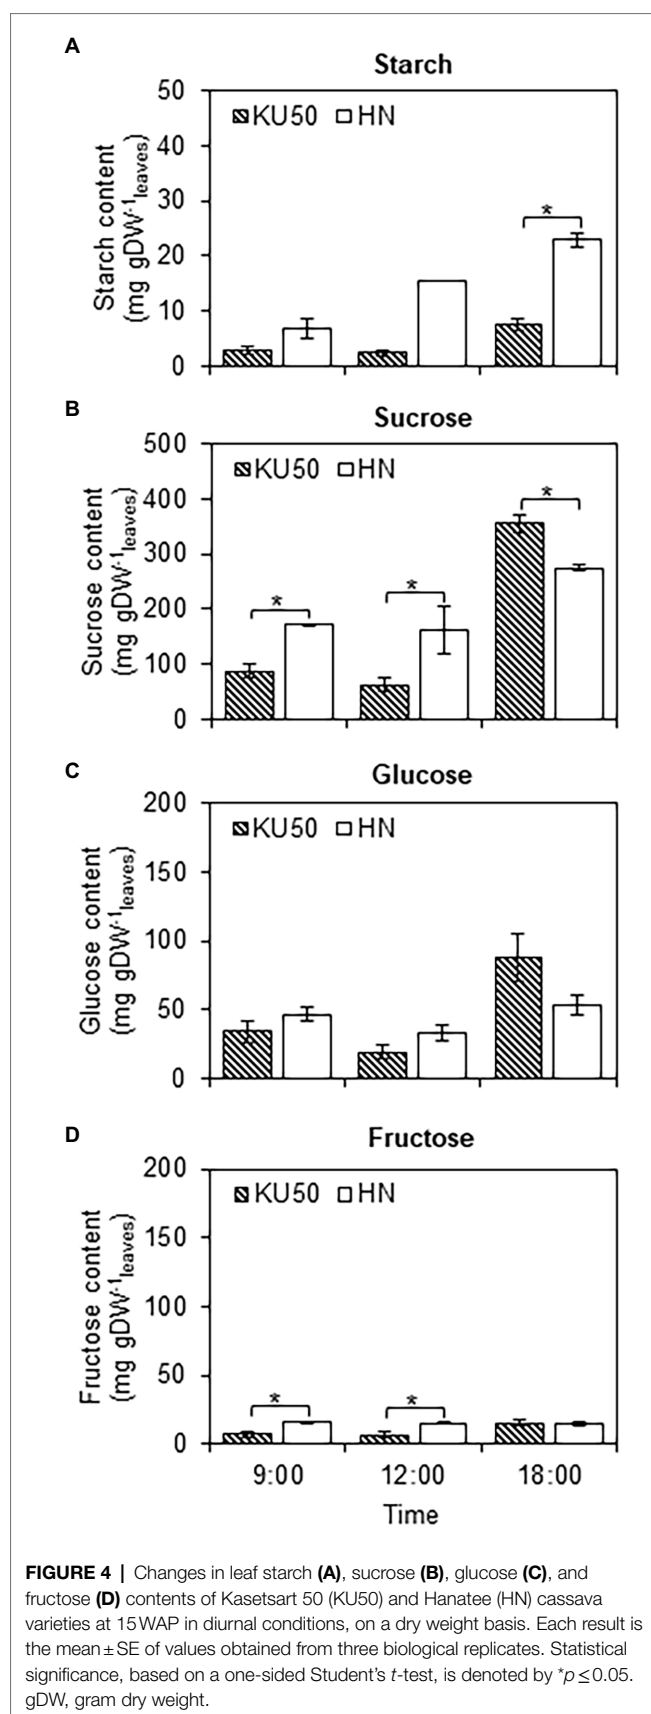 A
Starch
50
40
30
20
10
0
KU50 HN
*
Starch content
(mg gDW-1leaves)
B
Sucrose
500
400
300
200
100
0
KU50 HN
* * *
Sucrose content
(mg gDW-1leaves)
C
Glucose
200
150
100
50
0
KU50 HN
Glucose content
(mg gDW-1leaves)
D
Fructose
200
150
100
50
0
KU50 HN
* *
Fructose content
(mg gDW-1leaves)
9:00 12:00 18:00
Time
FIGURE 4 | Changes in leaf starch (A), sucrose (B), glucose (C), and
fructose (D) contents of Kasetsart 50 (KU50) and Hanatee (HN) cassava
varieties at 15 WAP in diurnal conditions, on a dry weight basis. Each result is
the mean ± SE of values obtained from three biological replicates. Statistical
significance, based on a one-sided Student's t-test, is denoted by *p ≤ 0.05.
gDW, gram dry weight.